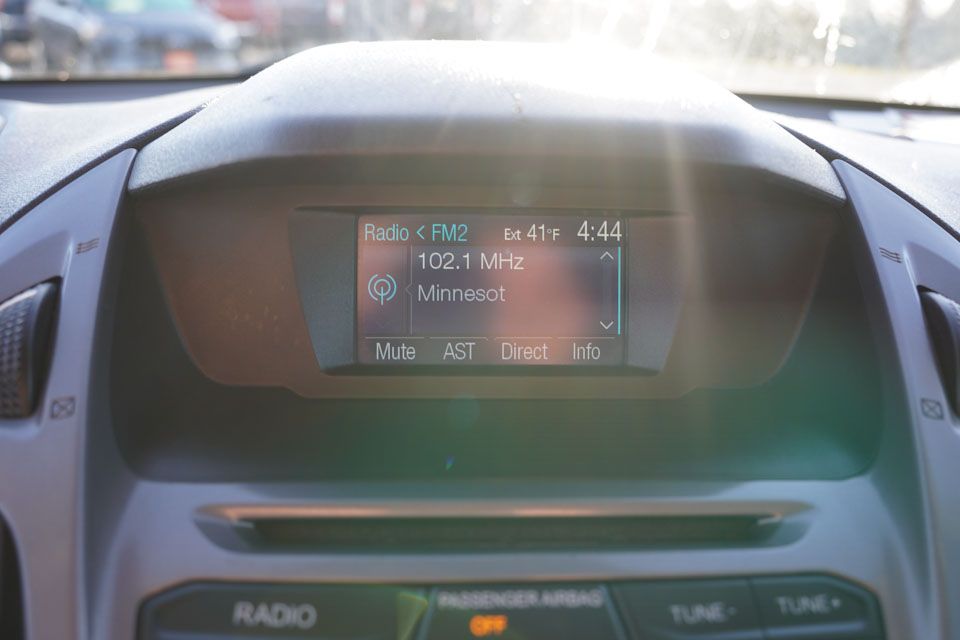 Radio < FM2 Ext 41°F 4:44
102.1 MHz
Minnesot
Mute AST Direct Info
RADIO PASSENGER AIRBAG TUNE- TUNE+
OFF